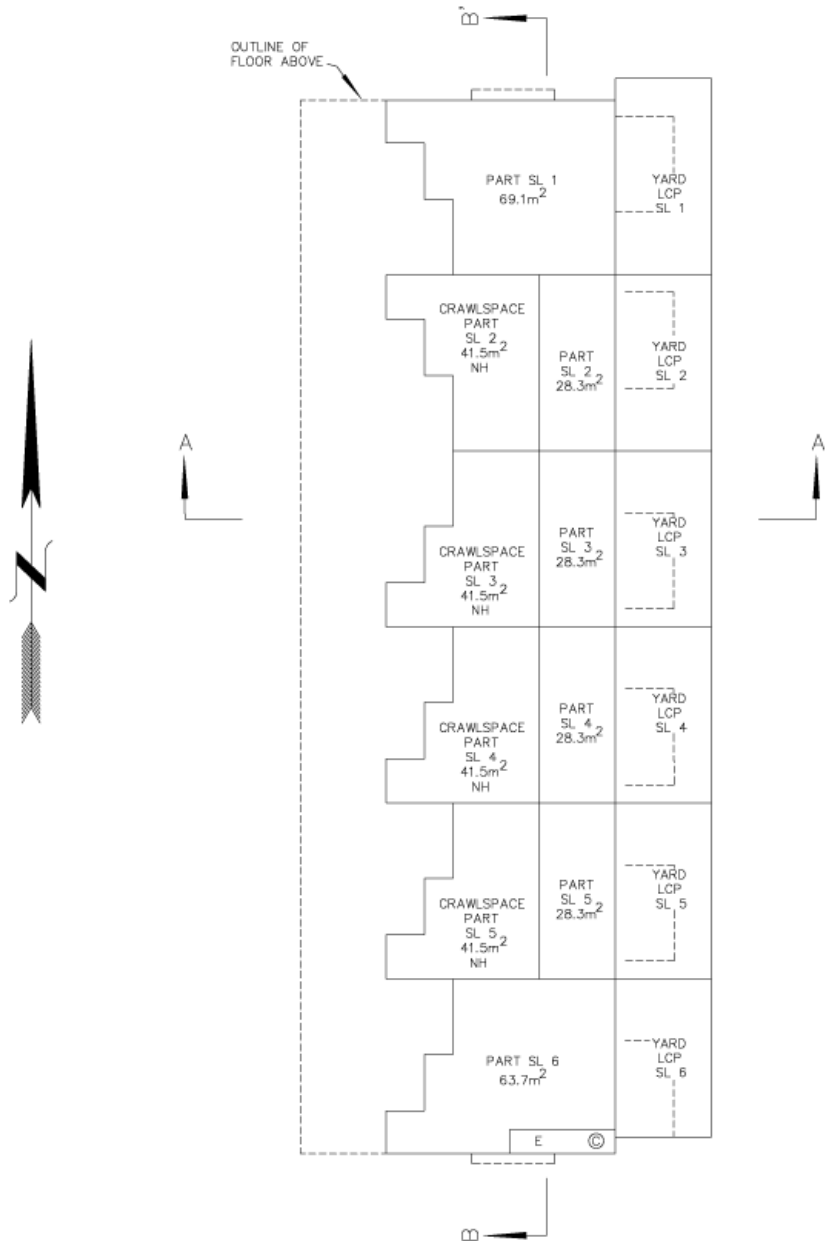 B
OUTLINE OF
FLOOR ABOVE
PART SL 1
69.1m²
YARD
LCP
SL 1
CRAWLSPACE
PART
SL 2
41.5m²
NH
PART
SL 2
28.3m²
YARD
LCP
SL 2
A
A
N
CRAWLSPACE
PART
SL 3
41.5m²
NH
PART
SL 3
28.3m²
YARD
LCP
SL 3
CRAWLSPACE
PART
SL 4
41.5m²
NH
PART
SL 4
28.3m²
YARD
LCP
SL 4
CRAWLSPACE
PART
SL 5
41.5m²
NH
PART
SL 5
28.3m²
YARD
LCP
SL 5
PART SL 6
63.7m²
YARD
LCP
SL 6
E ©
B